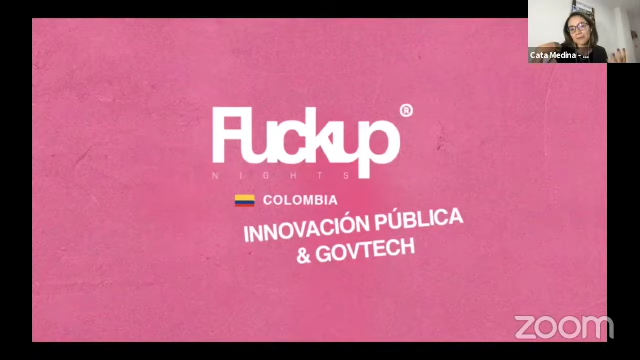 Cata Medina - ...
Fuckup®
NIGHTS
COLOMBIA
INNOVACIÓN PÚBLICA
& GOVTECH
zoom